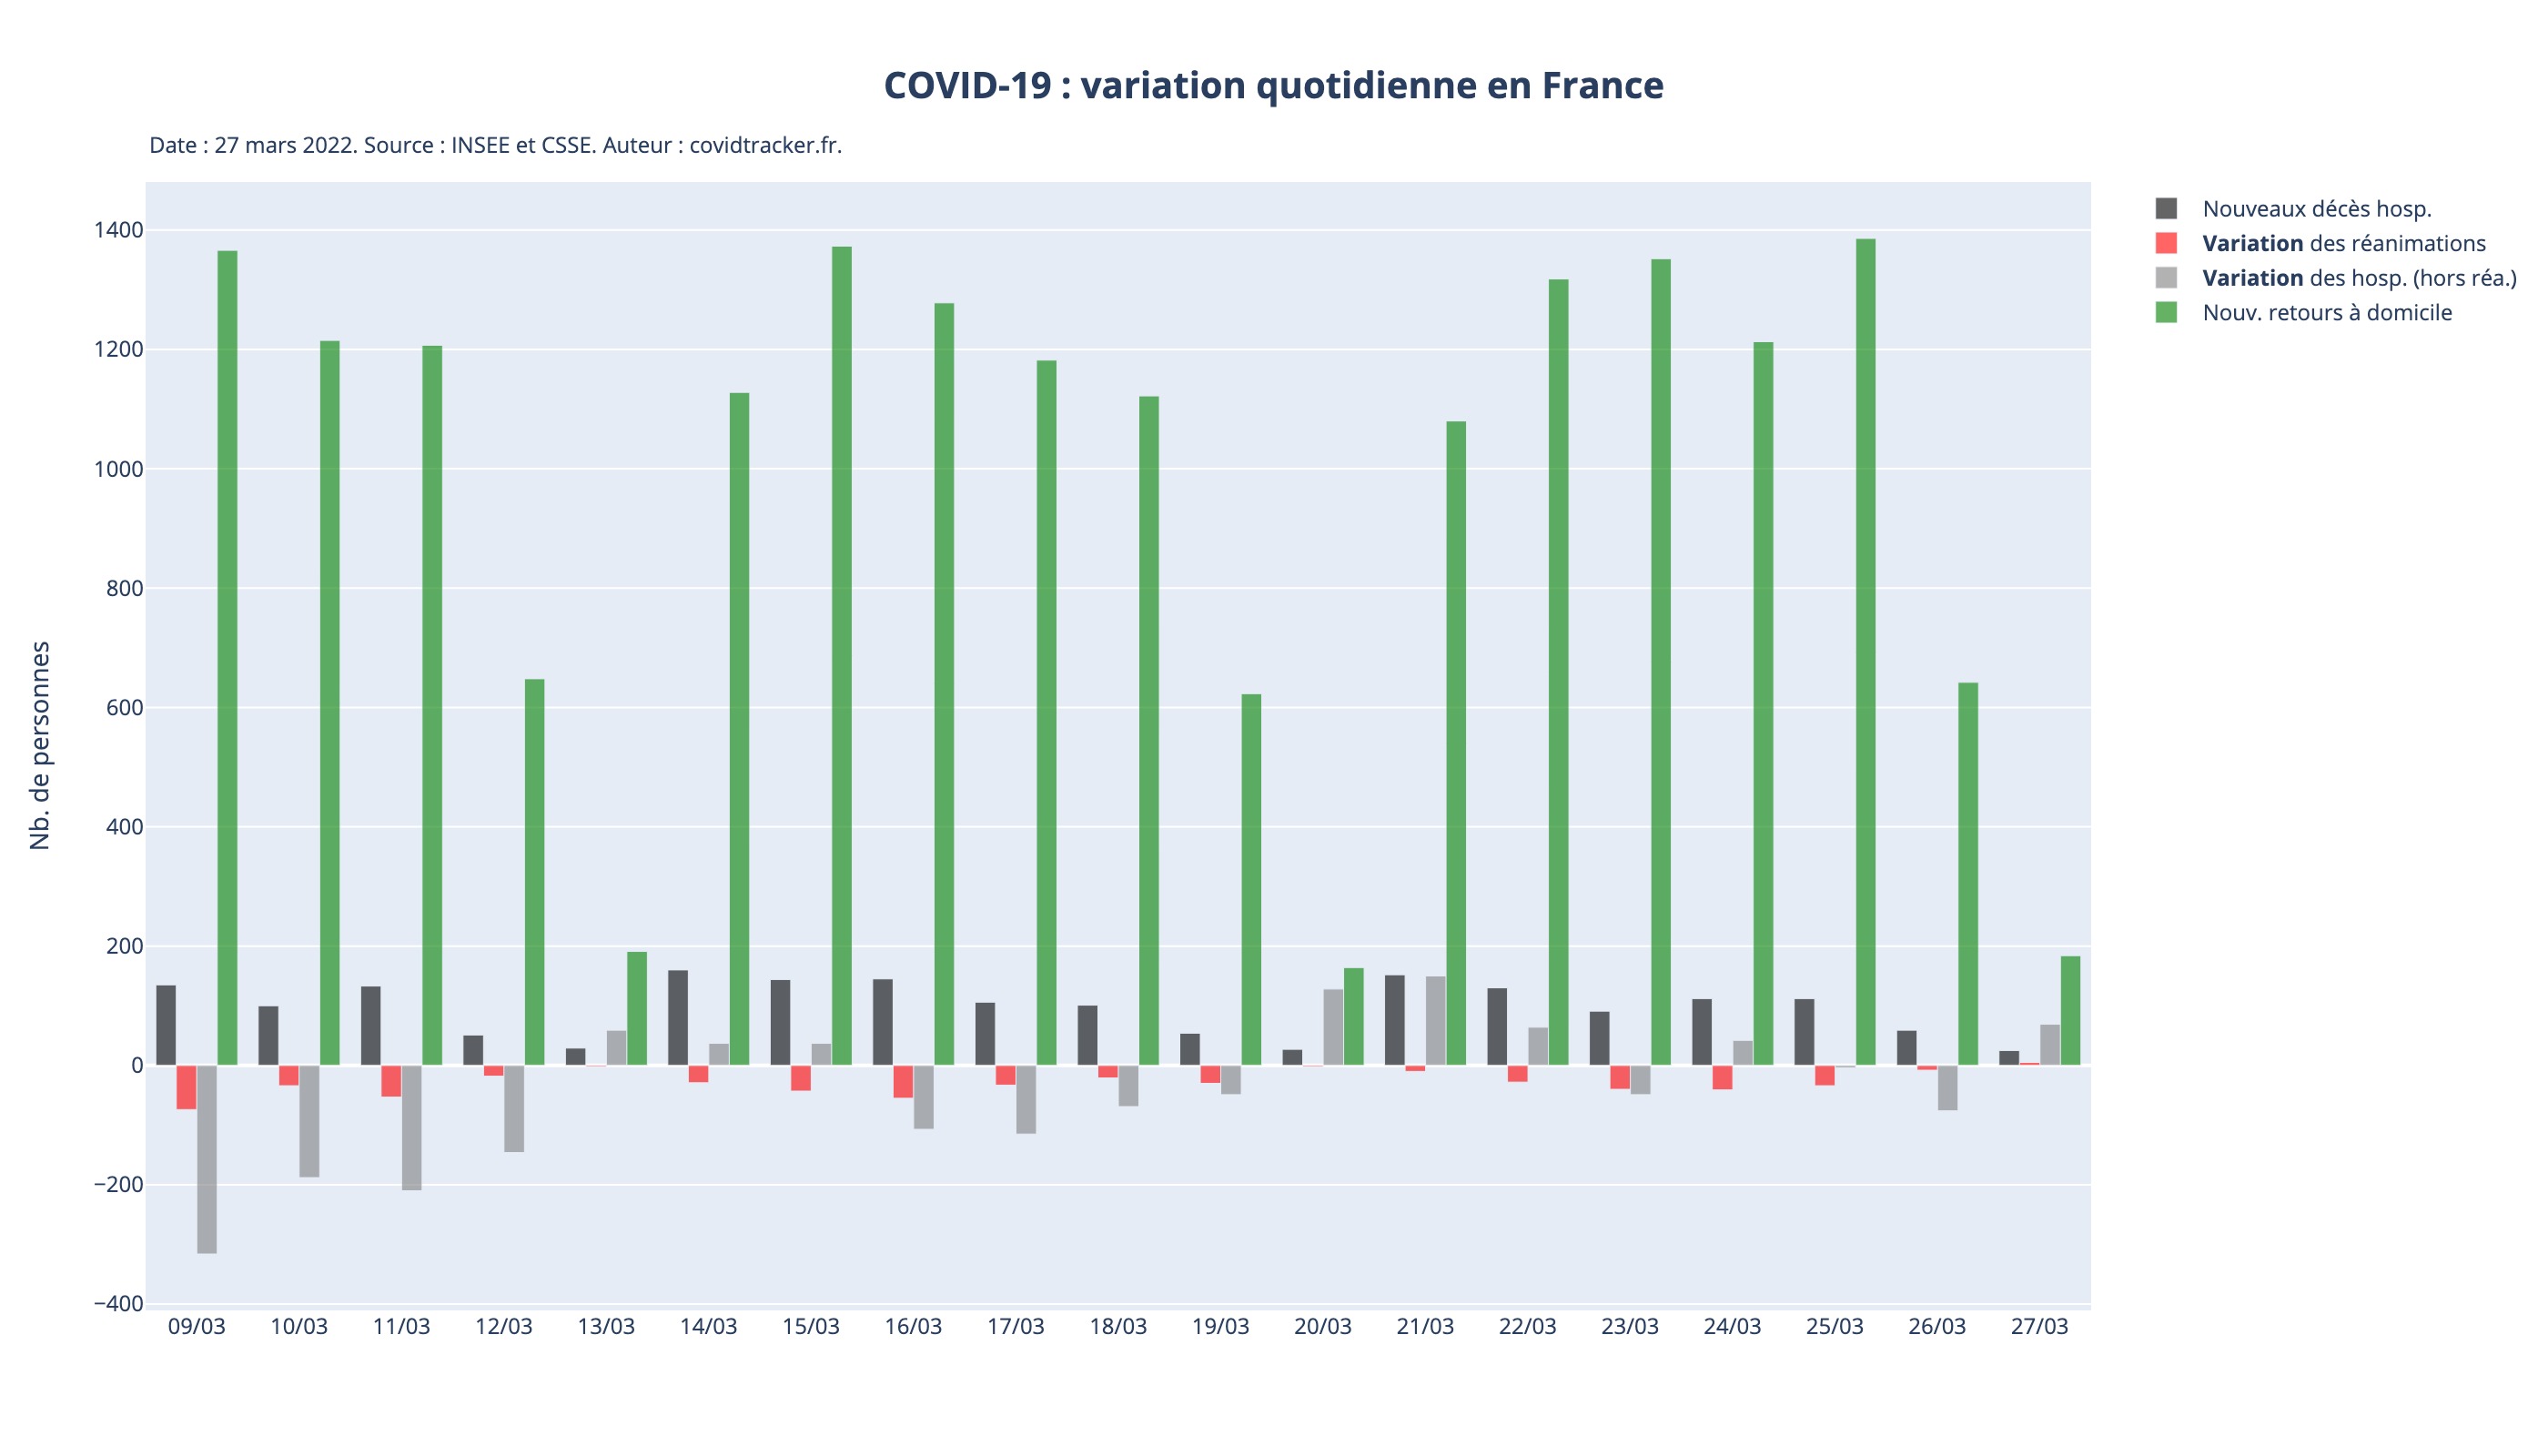 COVID-19 : variation quotidienne en France
Date : 27 mars 2022. Source : INSEE et CSSE. Auteur : covidtracker.fr.
Nouveaux décès hosp.
Variation des réanimations
Variation des hosp. (hors réa.)
Nouv. retours à domicile
Nb. de personnes
1400
1200
1000
800
600
400
200
0
−200
−400
09/03 10/03 11/03 12/03 13/03 14/03 15/03 16/03 17/03 18/03 19/03 20/03 21/03 22/03 23/03 24/03 25/03 26/03 27/03